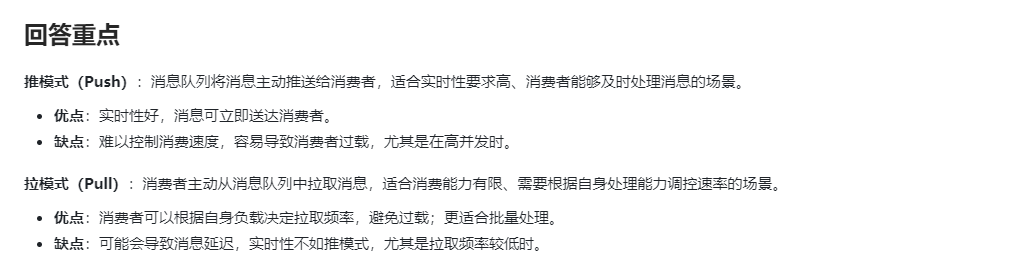 回答重点
推模式（Push）：消息队列将消息主动推送给消费者，适合实时性要求高、消费者能够及时处理消息的场景。
• 优点：实时性好，消息可立即送达消费者。
• 缺点：难以控制消费速度，容易导致消费者过载，尤其是在高并发时。
拉模式（Pull）：消费者主动从消息队列中拉取消息，适合消费能力有限、需要根据自身处理能力调控速率的场景。
• 优点：消费者可以根据自身负载决定拉取频率，避免过载；更适合批量处理。
• 缺点：可能会导致消息延迟，实时性不如推模式，尤其是拉取频率较低时。